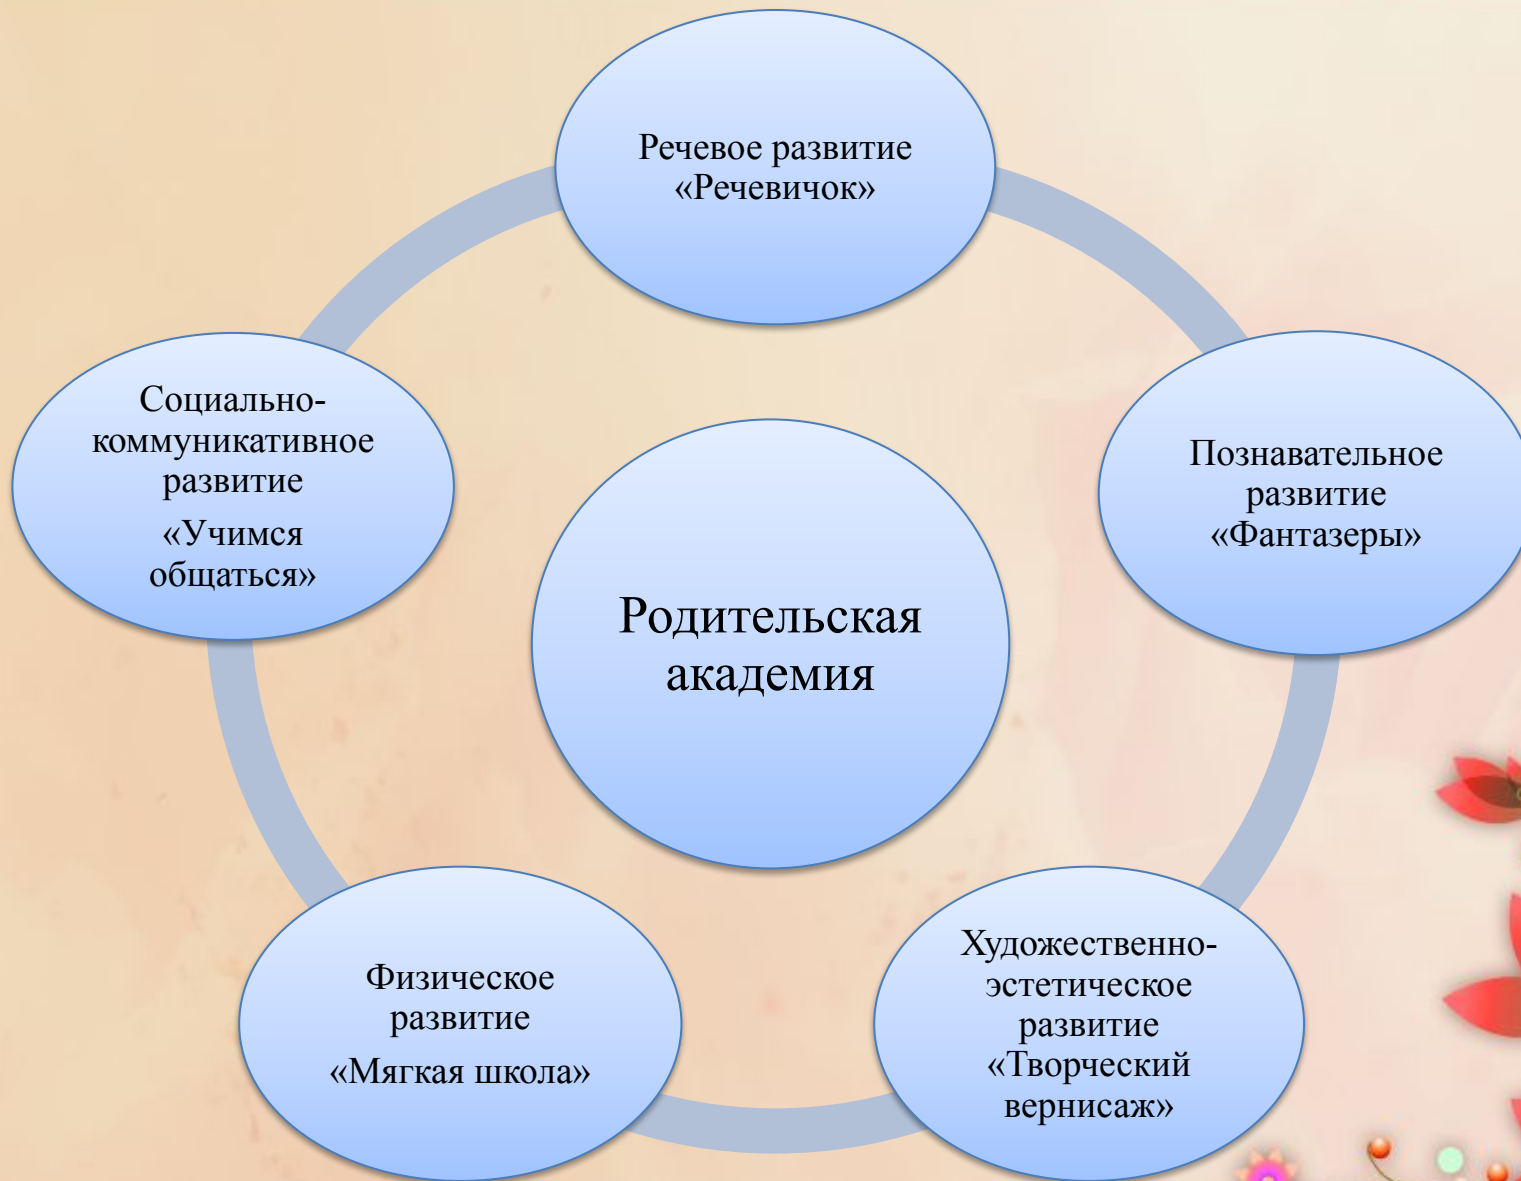 Речевое развитие
«Речевичок»
Социально-
коммуникативное
развитие
«Учимся
общаться»
Познавательное
развитие
«Фантазеры»
Родительская
академия
Физическое
развитие
«Мягкая школа»
Художественно-
эстетическое
развитие
«Творческий
вернисаж»